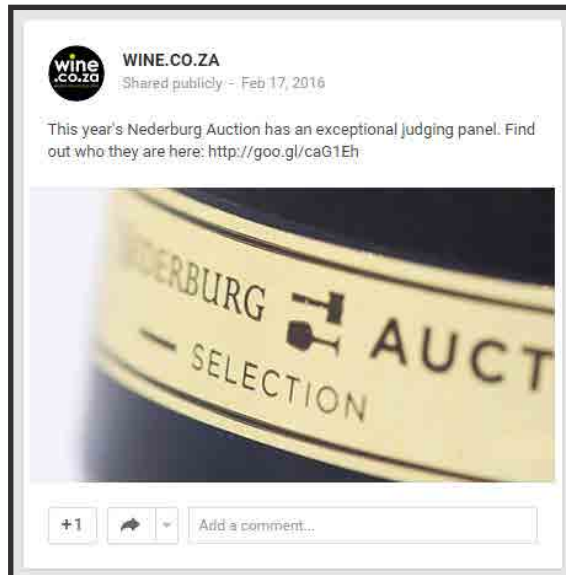 wine
.co.za
WINE.CO.ZA
Shared publicly - Feb 17, 2016
This year's Nederburg Auction has an exceptional judging panel. Find
out who they are here: http://goo.gl/caG1Eh
NEDERBURG AUCT
SELECTION
+1
Add a comment...